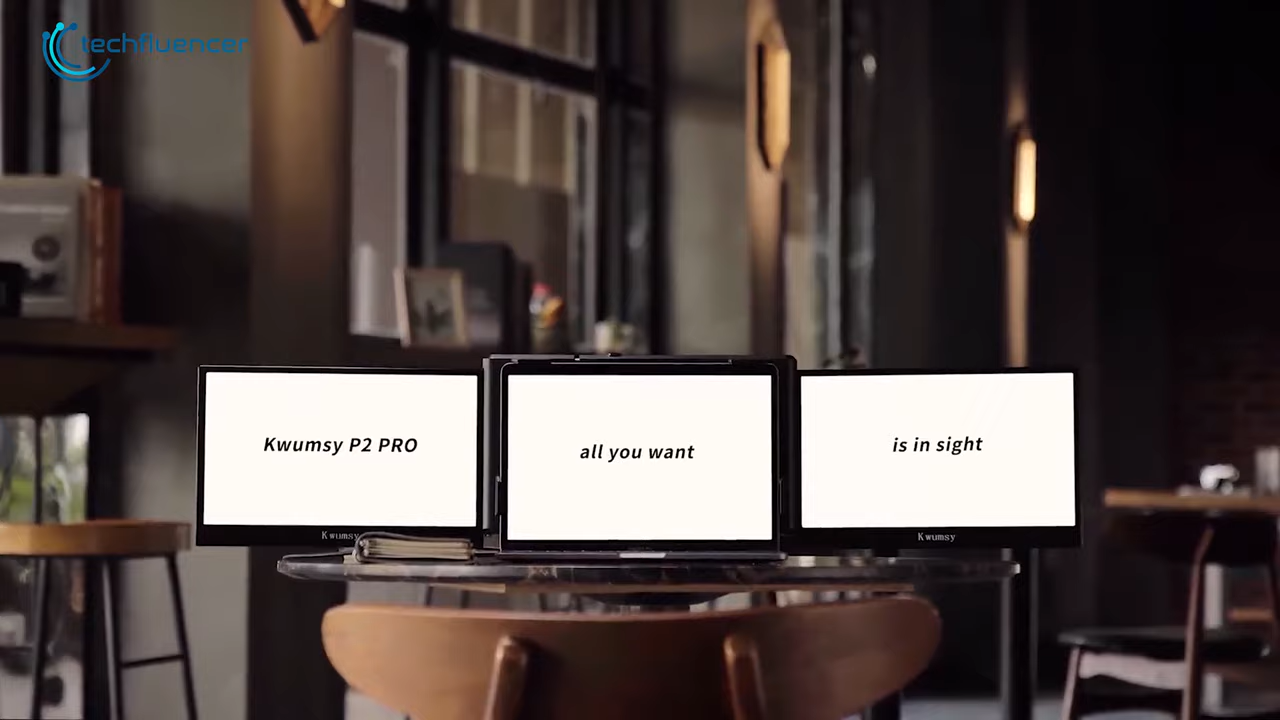 techfluencer
Kwumsy P2 PRO
all you want
is in sight
Kwumsy
Kwumsy